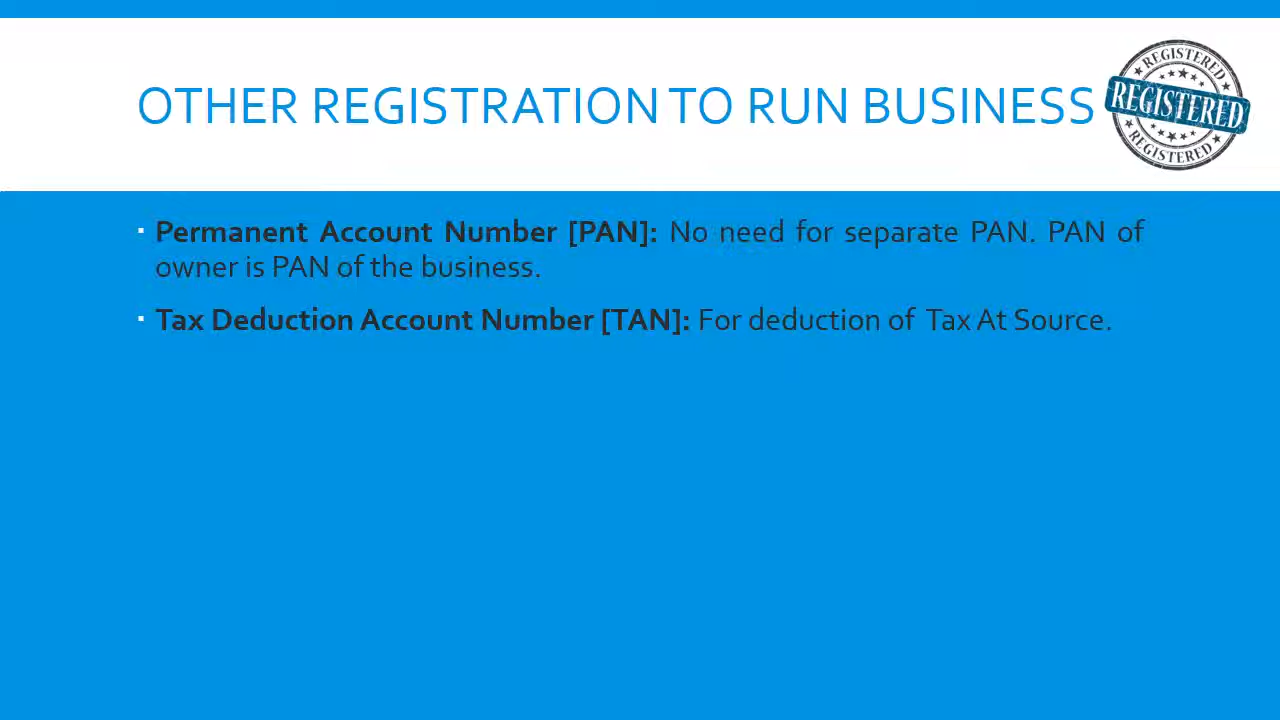 OTHER REGISTRATION TO RUN BUSINESS
REGISTERED
REGISTERED
REGISTERED
Permanent Account Number [PAN]: No need for separate PAN. PAN of
owner is PAN of the business.
Tax Deduction Account Number [TAN]: For deduction of Tax At Source.